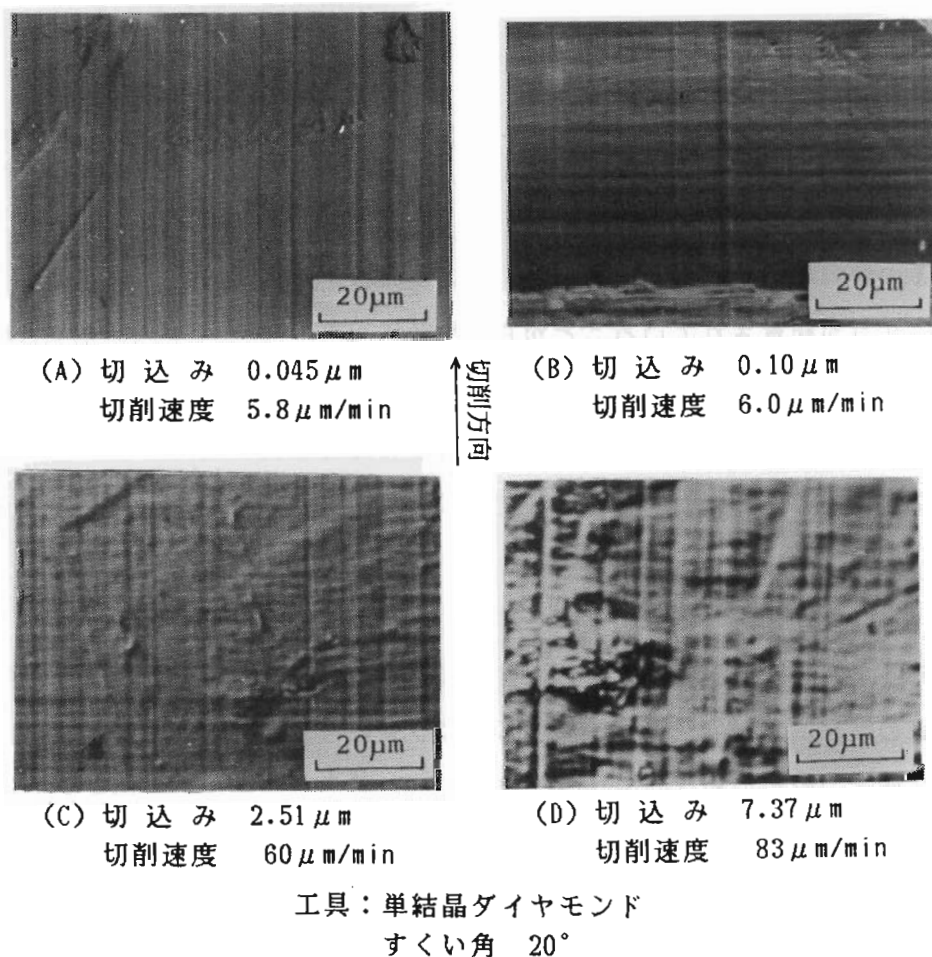 20μm
20μm
(A) 切込み 0.045μm
切削速度 5.8μm/min
切削方向
(B) 切込み 0.10μm
切削速度 6.0μm/min
20μm
20μm
(C) 切込み 2.51μm
切削速度 60μm/min
(D) 切込み 7.37μm
切削速度 83μm/min
工具：単結晶ダイヤモンド
すくい角 20°